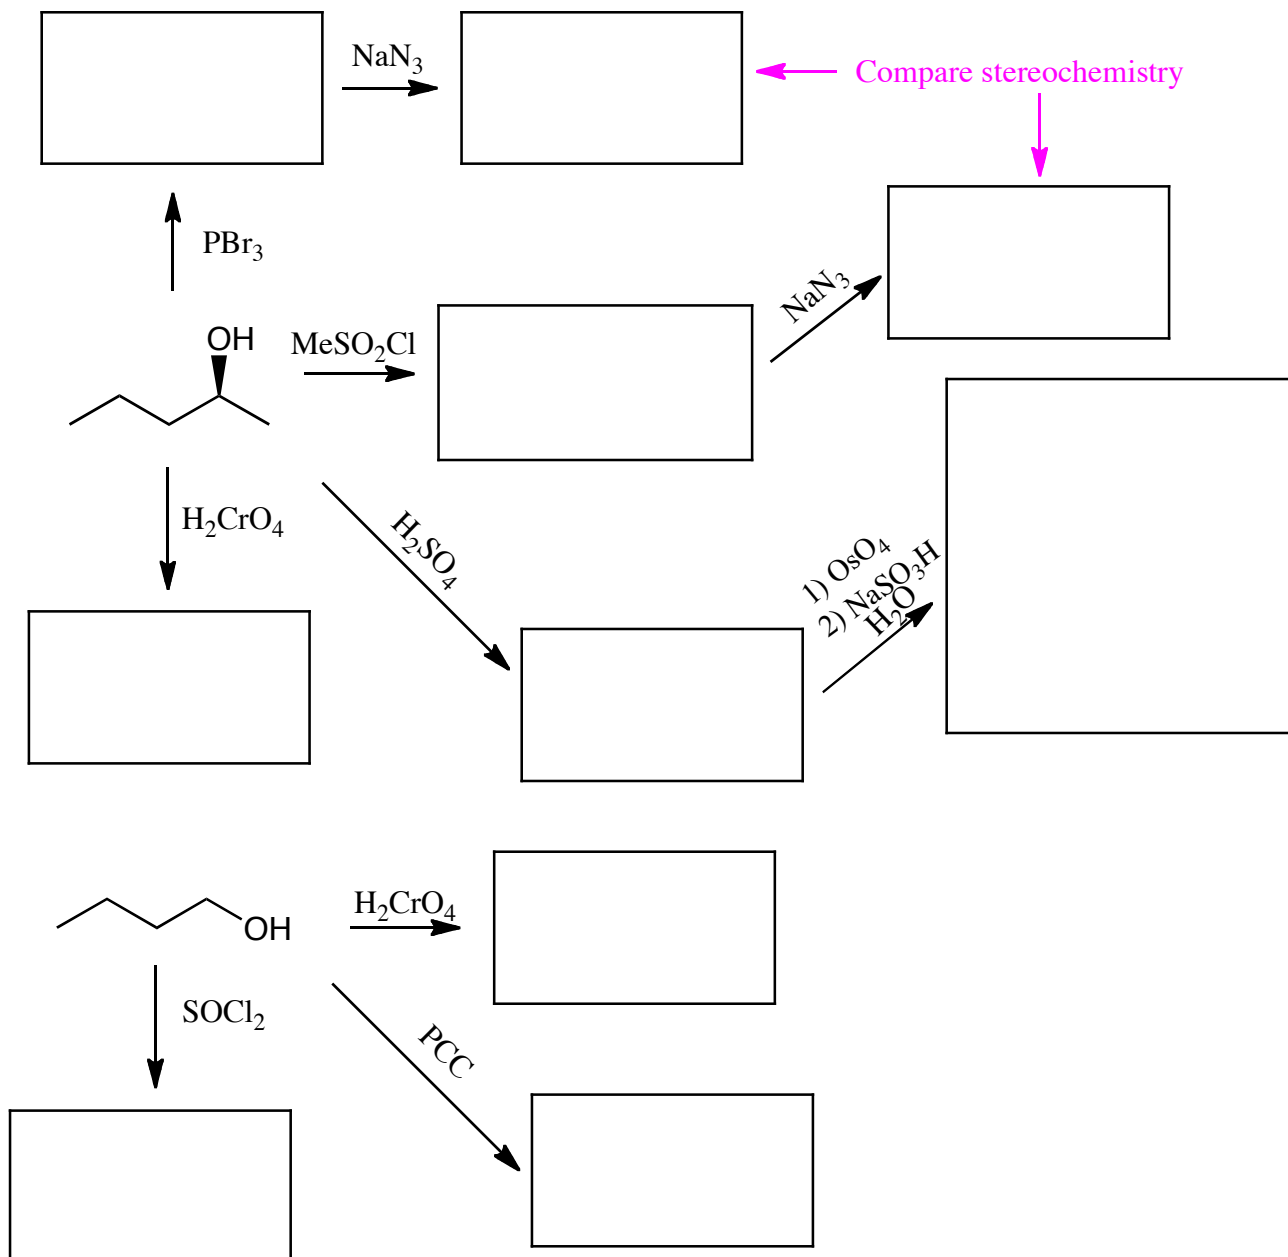 NaN₃
Compare stereochemistry
PBr₃
NaN₃
OH
MeSO₂Cl
H₂CrO₄
H₂SO₄
1) OsO₄
2) NaSO₃H
H₂O
OH
H₂CrO₄
SOCl₂
PCC